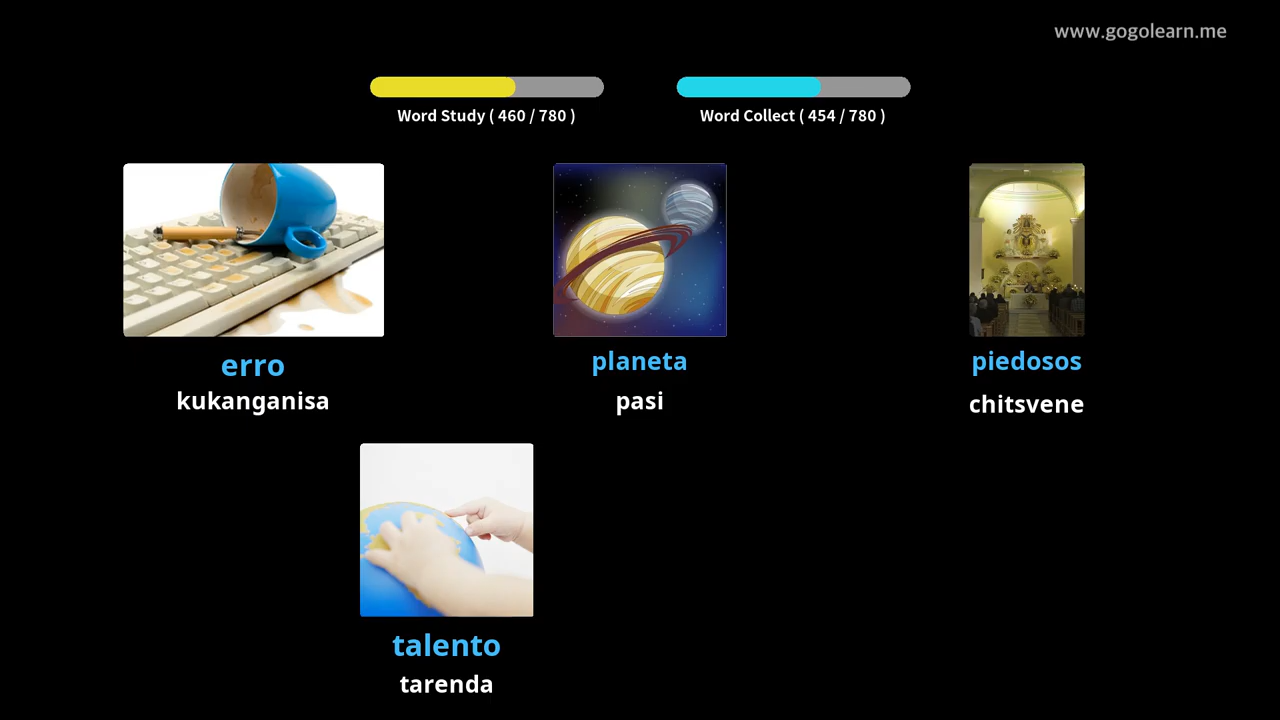 www.gogolearn.me
Word Study ( 460 / 780 )
Word Collect ( 454 / 780 )
erro
kukanganisa
planeta
pasi
piedosos
chitsvene
talento
tarenda